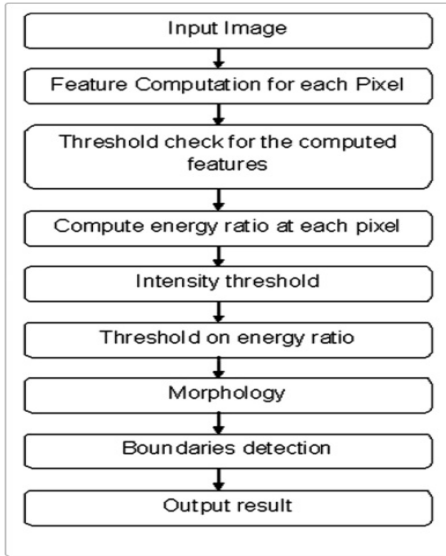 Input Image
Feature Computation for each Pixel
Threshold check for the computed
features
Compute energy ratio at each pixel
Intensity threshold
Threshold on energy ratio
Morphology
Boundaries detection
Output result